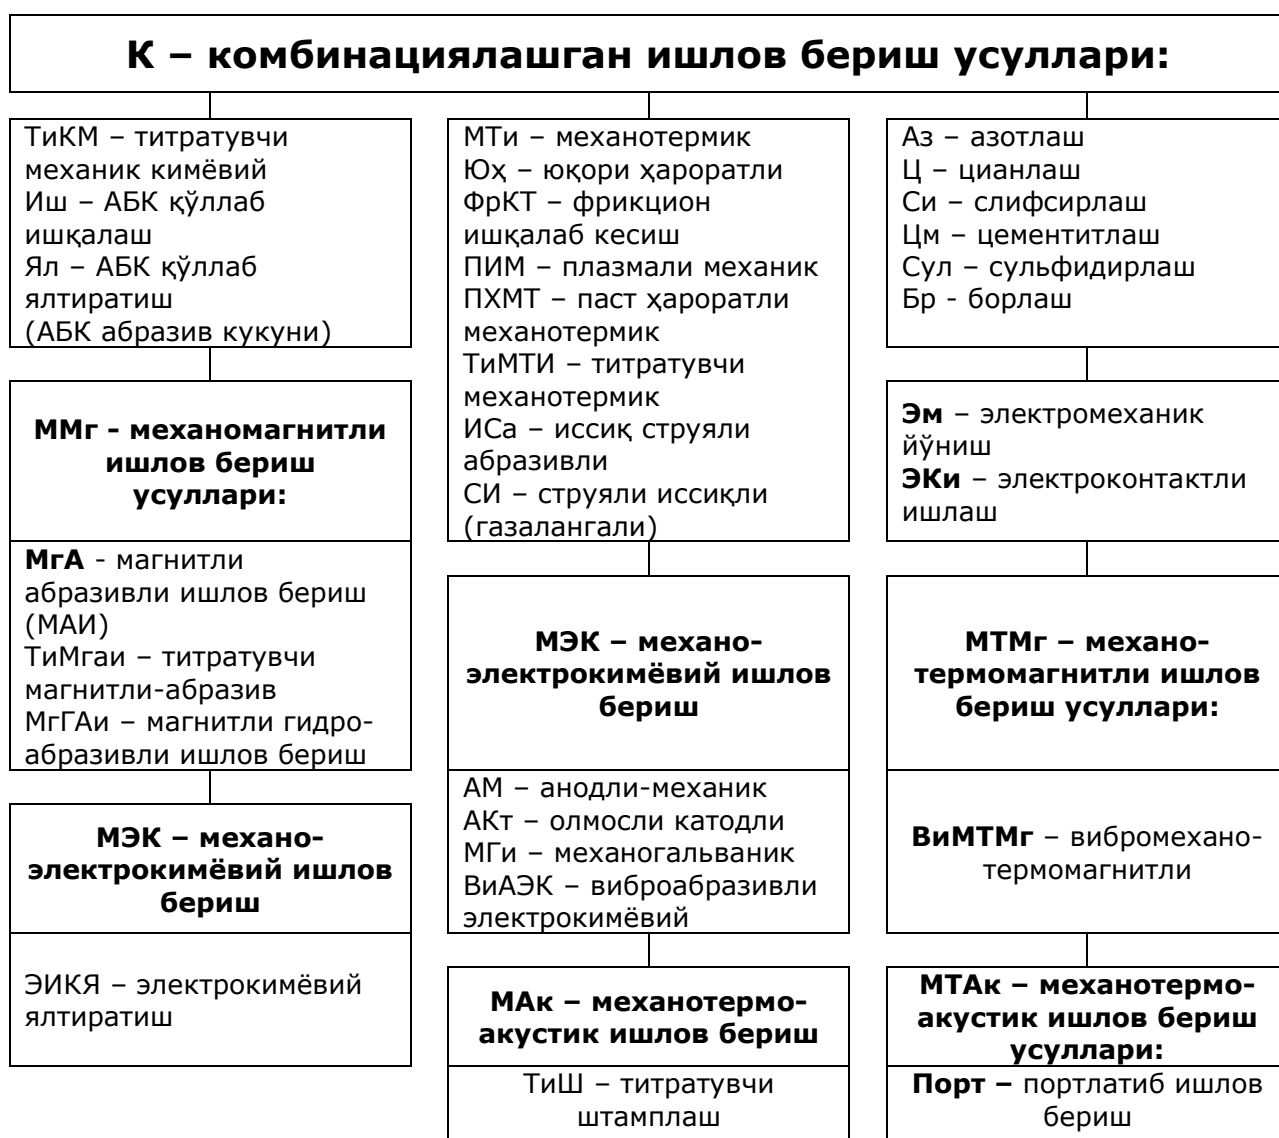 К – комбинациялашган ишлов бериш усуллари:
ТиКМ – титратувчи
механик кимёвий
Иш – АБК қўллаб
ишқалаш
Ял – АБК қўллаб
ялтиратиш
(АБК абразив кукуни)
ММг - механомагнитли
ишлов бериш
усуллари:
МгА - магнитли
абразивли ишлов бериш
(МАИ)
ТиМгаи – титратувчи
магнитли-абразив
МгГАи – магнитли гидро-
абразивли ишлов бериш
МЭК – механо-
электрокимёвий ишлов
бериш
ЭИКЯ – электрокимёвий
ялтиратиш
МТи – механотермик
Юҳ – юқори ҳароратли
ФрКТ – фрикцион
ишқалаб кесиш
ПИМ – плазмали механик
ПХМТ – паст ҳароратли
механотермик
ТиМТИ – титратувчи
механотермик
ИСа – иссиқ струяли
абразивли
СИ – струяли иссиқли
(газалангали)
МЭК – механо-
электрокимёвий ишлов
бериш
АМ – анодли-механик
АКт – олмосли катодли
МГи – механогальваник
ВиАЭК – виброабразивли
электрокимёвий
МАк – механотермо-
акустик ишлов бериш
ТиШ – титратувчи
штамплаш
Аз – азотлаш
Ц – цианлаш
Си – слифсирлаш
Цм – цементитлаш
Сул – сульфидирлаш
Бр - борлаш
Эм – электромеханик
йўниш
ЭКи – электроконтактли
ишлаш
МТМг – механо-
термомагнитли ишлов
бериш усуллари:
ВиМТМг – вибромехано-
термомагнитли
МТАк – механотермо-
акустик ишлов бериш
усуллари:
Порт – портлатиб ишлов
бериш